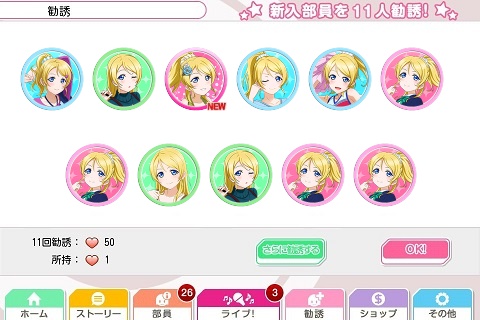 勧誘
新入部員を11人勧誘!
NEW
11回勧誘： 50
所持： 1
さらに勧誘する
OK!
26
3
ホーム
ストーリー
部員
ライブ!
勧誘
ショップ
その他